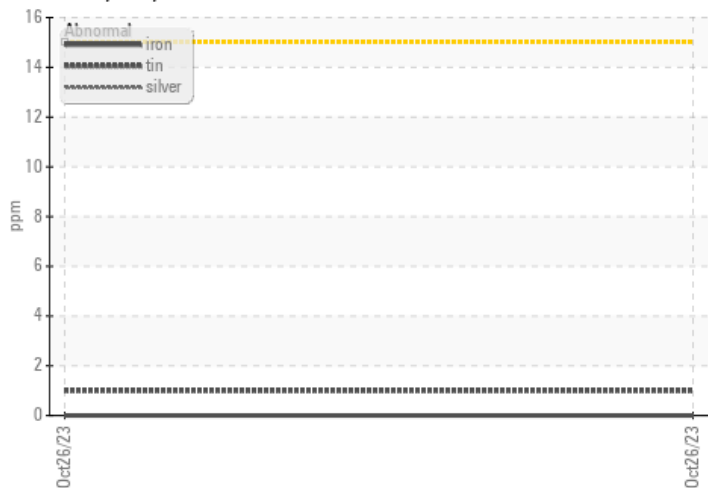 16
Abnormal
iron
tin
silver
14
12
10
8
6
4
2
0
ppm
Oct26/23
Oct26/23